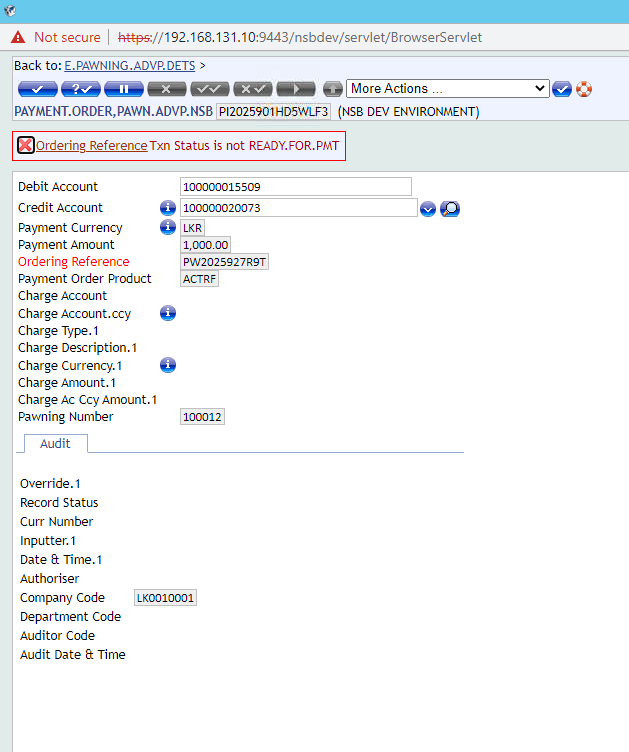 Not secure https://192.168.131.10:9443/nsbdev/servlet/BrowserServlet
Back to: E.PAWNING.ADVP.DETS >
More Actions ...
PAYMENT.ORDER,PAWN.ADVP.NSB PI2025901HD5WLF3 (NSB DEV ENVIRONMENT)
Ordering Reference Txn Status is not READY.FOR.PMT
Debit Account 100000015509
Credit Account 100000020073
Payment Currency LKR
Payment Amount 1,000.00
Ordering Reference PW2025927R9T
Payment Order Product ACTRF
Charge Account
Charge Account.ccy
Charge Type.1
Charge Description.1
Charge Currency.1
Charge Amount.1
Charge Ac Ccy Amount.1
Pawning Number 100012
Audit
Override.1
Record Status
Curr Number
Inputter.1
Date & Time.1
Authoriser
Company Code LK0010001
Department Code
Auditor Code
Audit Date & Time